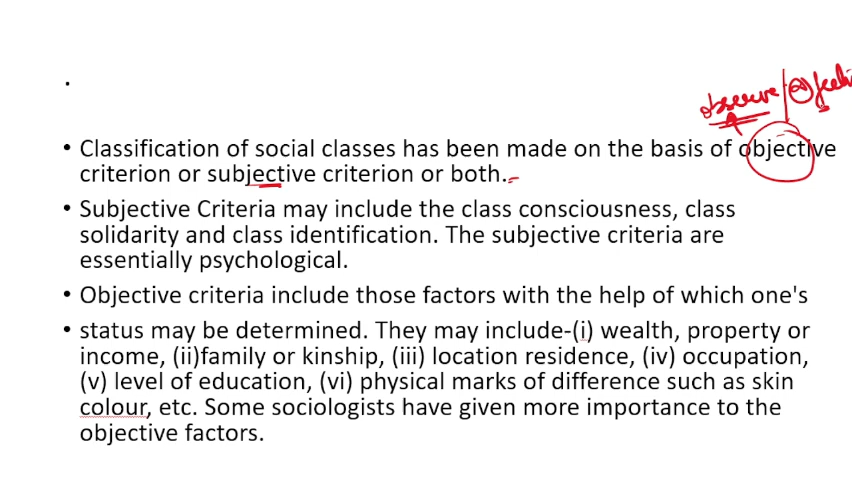 observe
• Classification of social classes has been made on the basis of objective
criterion or subjective criterion or both.
• Subjective Criteria may include the class consciousness, class
solidarity and class identification. The subjective criteria are
essentially psychological.
• Objective criteria include those factors with the help of which one's
• status may be determined. They may include-(i) wealth, property or
income, (ii)family or kinship, (iii) location residence, (iv) occupation,
(v) level of education, (vi) physical marks of difference such as skin
colour, etc. Some sociologists have given more importance to the
objective factors.